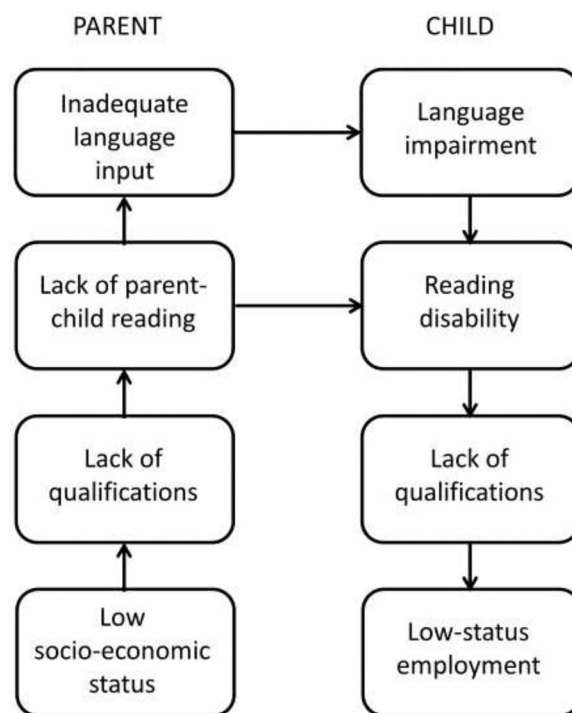 PARENT
CHILD
Inadequate
language
input
Language
impairment
Lack of parent-
child reading
Reading
disability
Lack of
qualifications
Lack of
qualifications
Low
socio-economic
status
Low-status
employment